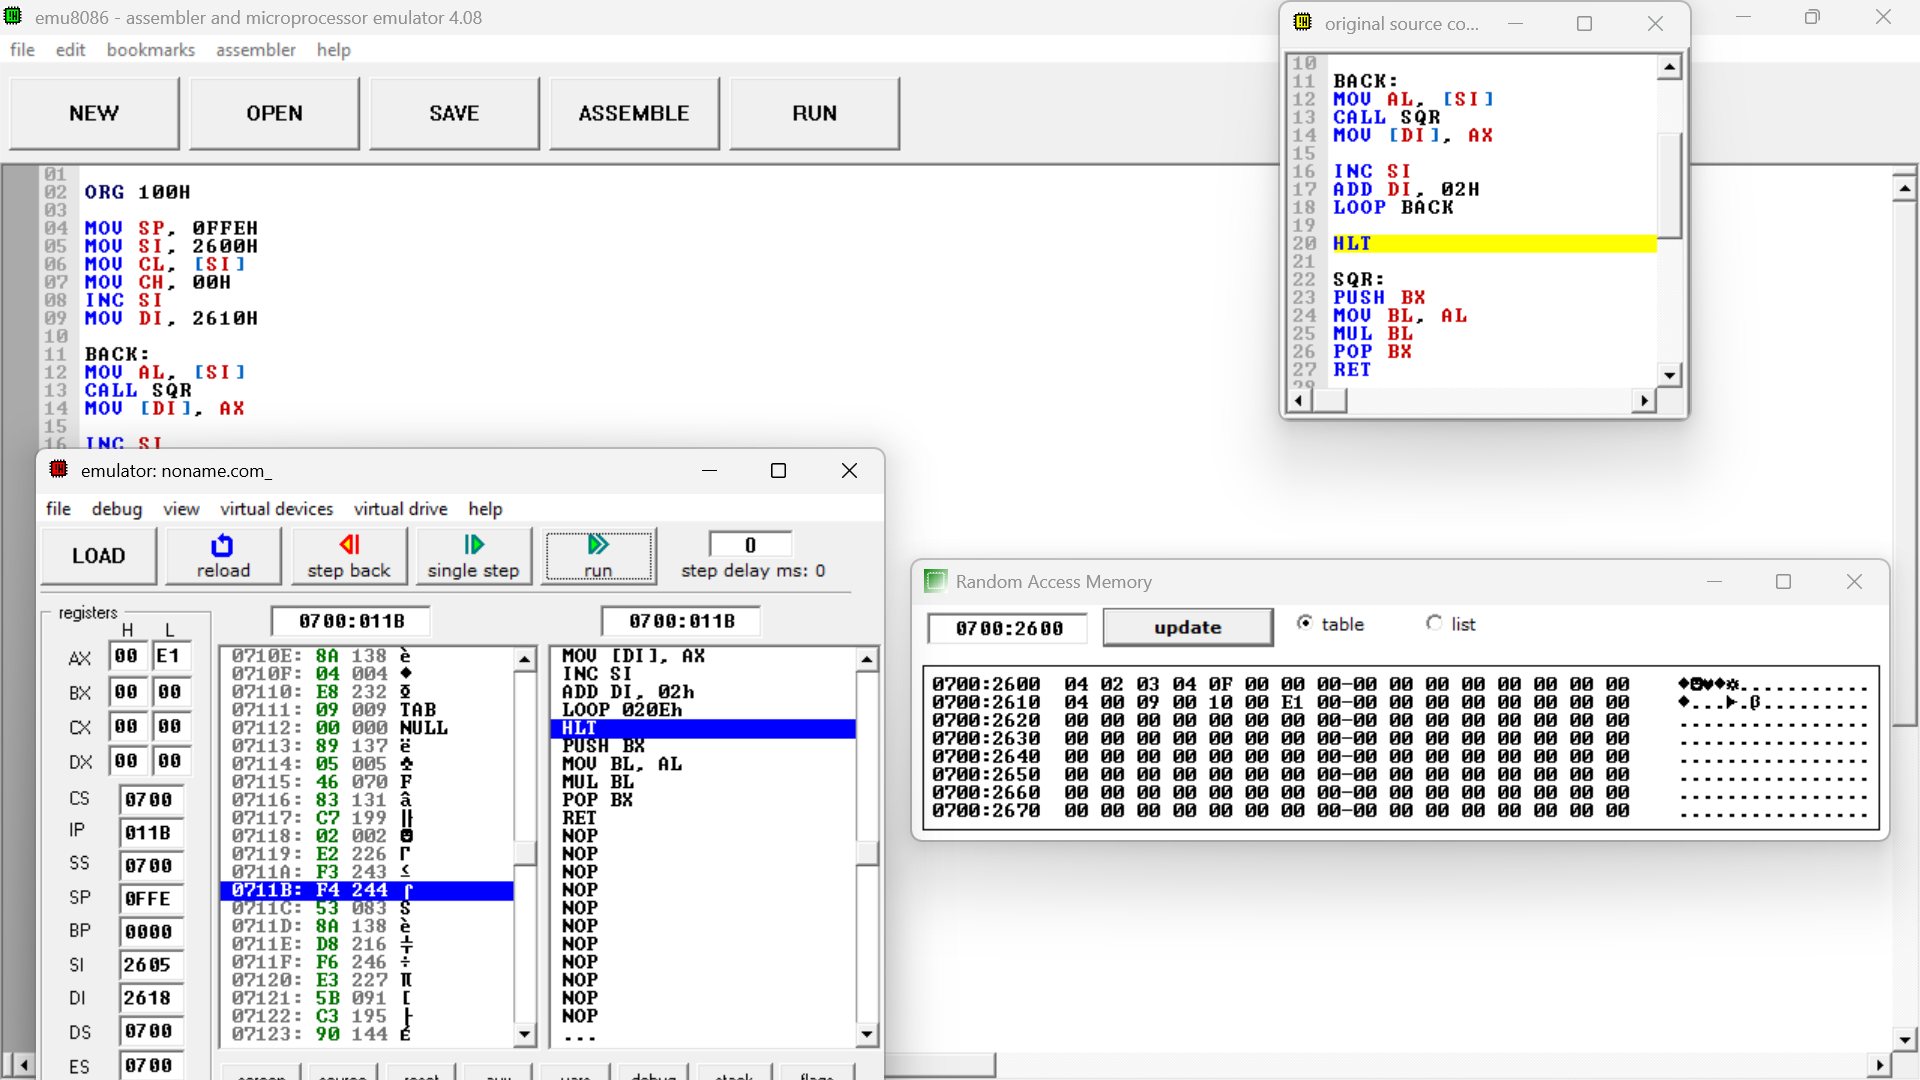 emu8086 - assembler and microprocessor emulator 4.08
file edit bookmarks assembler help
NEW OPEN SAVE ASSEMBLE RUN
01
02 ORG 100H
03
04 MOV SP, 0FFEH
05 MOV SI, 2600H
06 MOV CL, [SI]
07 MOV CH, 00H
08 INC SI
09 MOV DI, 2610H
10
11 BACK:
12 MOV AL, [SI]
13 CALL SQR
14 MOV [DI], AX
15
16 INC SI
original source co...
10
11 BACK:
12 MOV AL, [SI]
13 CALL SQR
14 MOV [DI], AX
15
16 INC SI
17 ADD DI, 02H
18 LOOP BACK
19
20 HLT
21
22 SQR:
23 PUSH BX
24 MOV BL, AL
25 MUL BL
26 POP BX
27 RET
28
emulator: noname.com_
file debug view virtual devices virtual drive help
LOAD reload step back single step run 0
step delay ms: 0
registers
H L
AX 00 E1
BX 00 00
CX 00 00
DX 00 00
CS 0700
IP 011B
SS 0700
SP 0FFE
BP 0000
SI 2605
DI 2618
DS 0700
ES 0700
0700:011B
0710E: 8A 138 è
0710F: 04 004 ♦
07110: E8 232 Φ
07111: 09 009 TAB
07112: 00 000 NULL
07113: 89 137 ë
07114: 05 005 ♣
07115: 46 070 F
07116: 83 131 â
07117: C7 199 ╟
07118: 02 002 ☻
07119: E2 226 Γ
0711A: F3 243 ≤
0711B: F4 244 ⌠
0711C: 53 083 S
0711D: 8A 138 è
0711E: D8 216 ╪
0711F: F6 246 ÷
07120: E3 227 π
07121: 5B 091 [
07122: C3 195 ├
07123: 90 144 É
0700:011B
MOV [DI], AX
INC SI
ADD DI, 02h
LOOP 020Eh
HLT
PUSH BX
MOV BL, AL
MUL BL
POP BX
RET
NOP
NOP
NOP
NOP
NOP
NOP
NOP
NOP
NOP
NOP
NOP
...
screen source reset aux vars debug stack flags
Random Access Memory
0700:2600 update table list
0700:2600 04 02 03 04 0F 00 00 00-00 00 00 00 00 00 00 00 ♦☻♥♦☼...........
0700:2610 04 00 09 00 10 00 E1 00-00 00 00 00 00 00 00 00 ♦...►.β.........
0700:2620 00 00 00 00 00 00 00 00-00 00 00 00 00 00 00 00 ................
0700:2630 00 00 00 00 00 00 00 00-00 00 00 00 00 00 00 00 ................
0700:2640 00 00 00 00 00 00 00 00-00 00 00 00 00 00 00 00 ................
0700:2650 00 00 00 00 00 00 00 00-00 00 00 00 00 00 00 00 ................
0700:2660 00 00 00 00 00 00 00 00-00 00 00 00 00 00 00 00 ................
0700:2670 00 00 00 00 00 00 00 00-00 00 00 00 00 00 00 00 ................